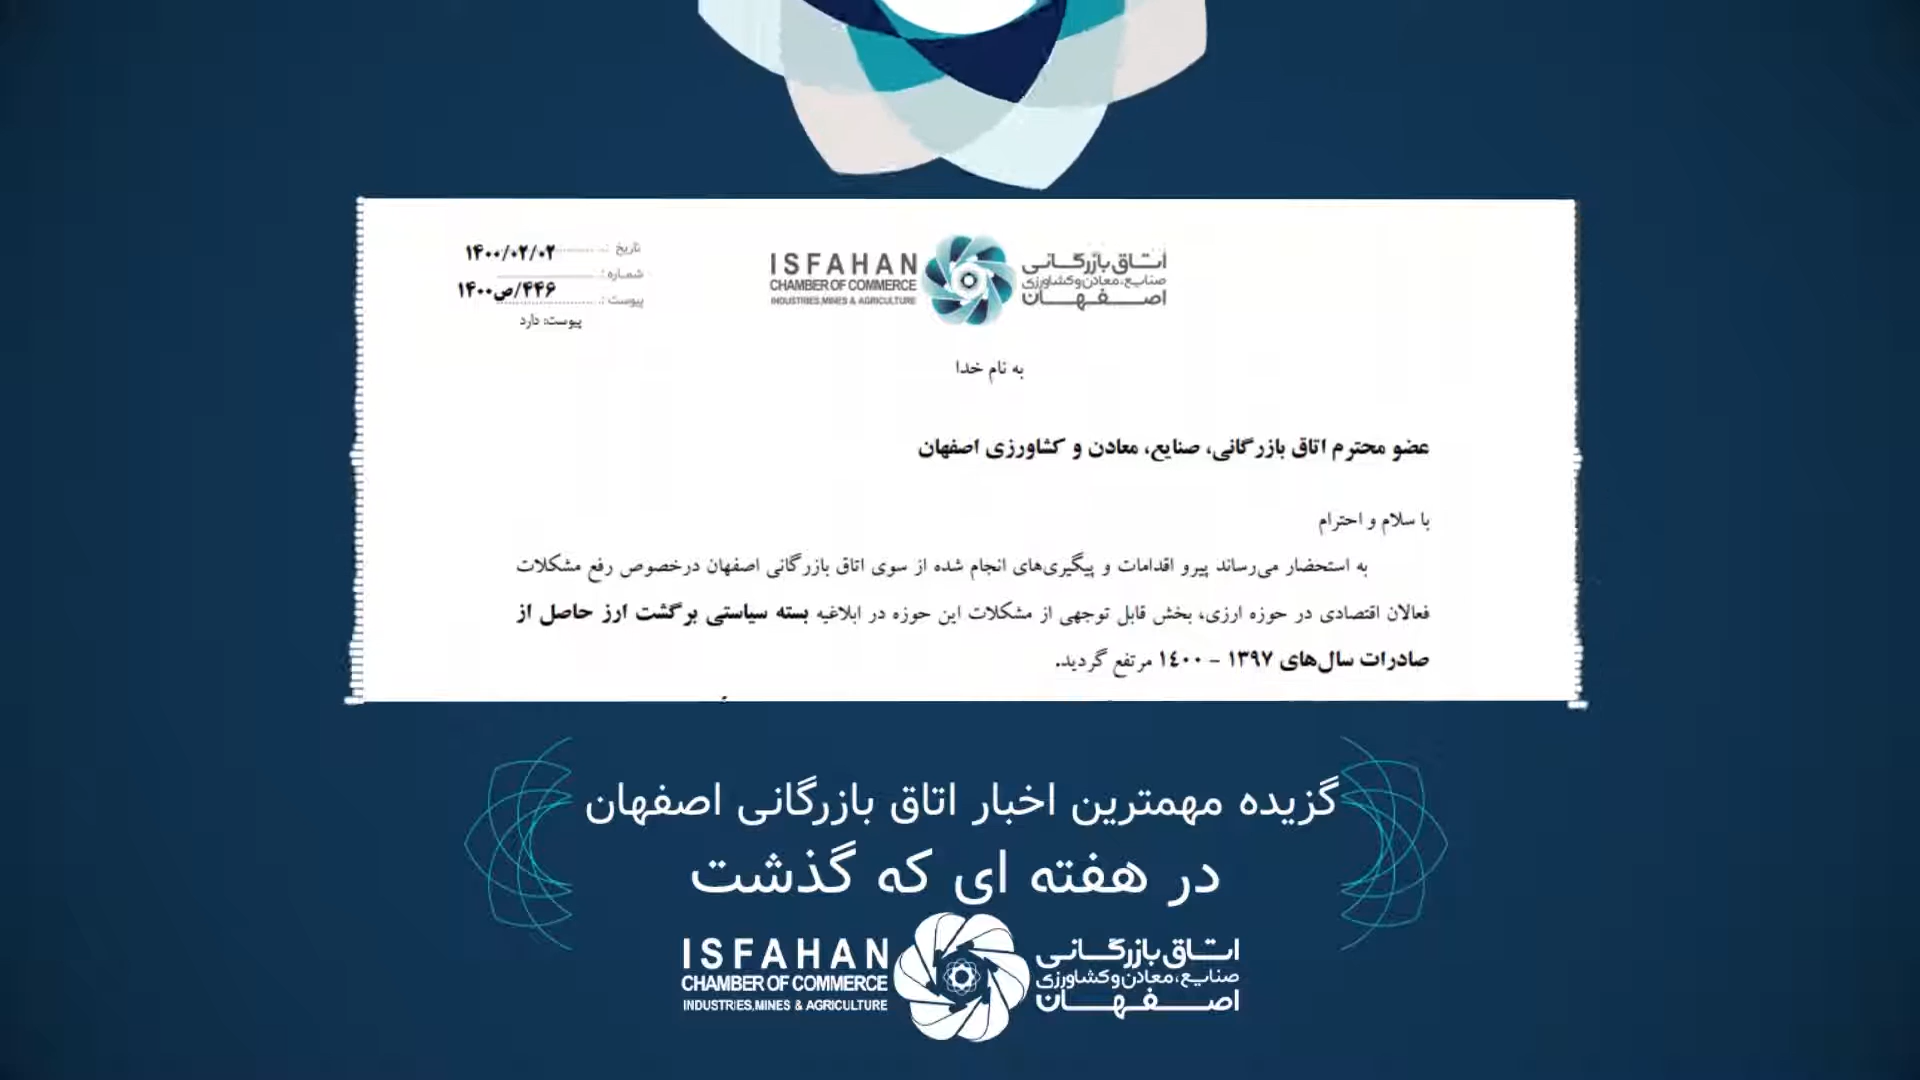 تاریخ : ۱۴۰۰/۰۲/۰۲
شماره : ۴۴۶/ص۱۴۰۰
پیوست :
پیوست: دارد
ISFAHAN
CHAMBER OF COMMERCE
INDUSTRIES,MINES & AGRICULTURE
اتاق بازرگانی
صنایع، معادن و کشاورزی
اصفهان
به نام خدا
عضو محترم اتاق بازرگانی، صنایع، معادن و کشاورزی اصفهان
با سلام و احترام
به استحضار می‌رساند پیرو اقدامات و پیگیری‌های انجام شده از سوی اتاق بازرگانی اصفهان درخصوص رفع مشکلات
فعالان اقتصادی در حوزه ارزی، بخش قابل توجهی از مشکلات این حوزه در ابلاغیه بسته سیاستی برگشت ارز حاصل از
صادرات سال‌های ۱۳۹۷ - ۱۴۰۰ مرتفع گردید.
گزیده مهمترین اخبار اتاق بازرگانی اصفهان
در هفته ای که گذشت
ISFAHAN
CHAMBER OF COMMERCE
INDUSTRIES,MINES & AGRICULTURE
اتاق بازرگانی
صنایع، معادن و کشاورزی
اصفهان